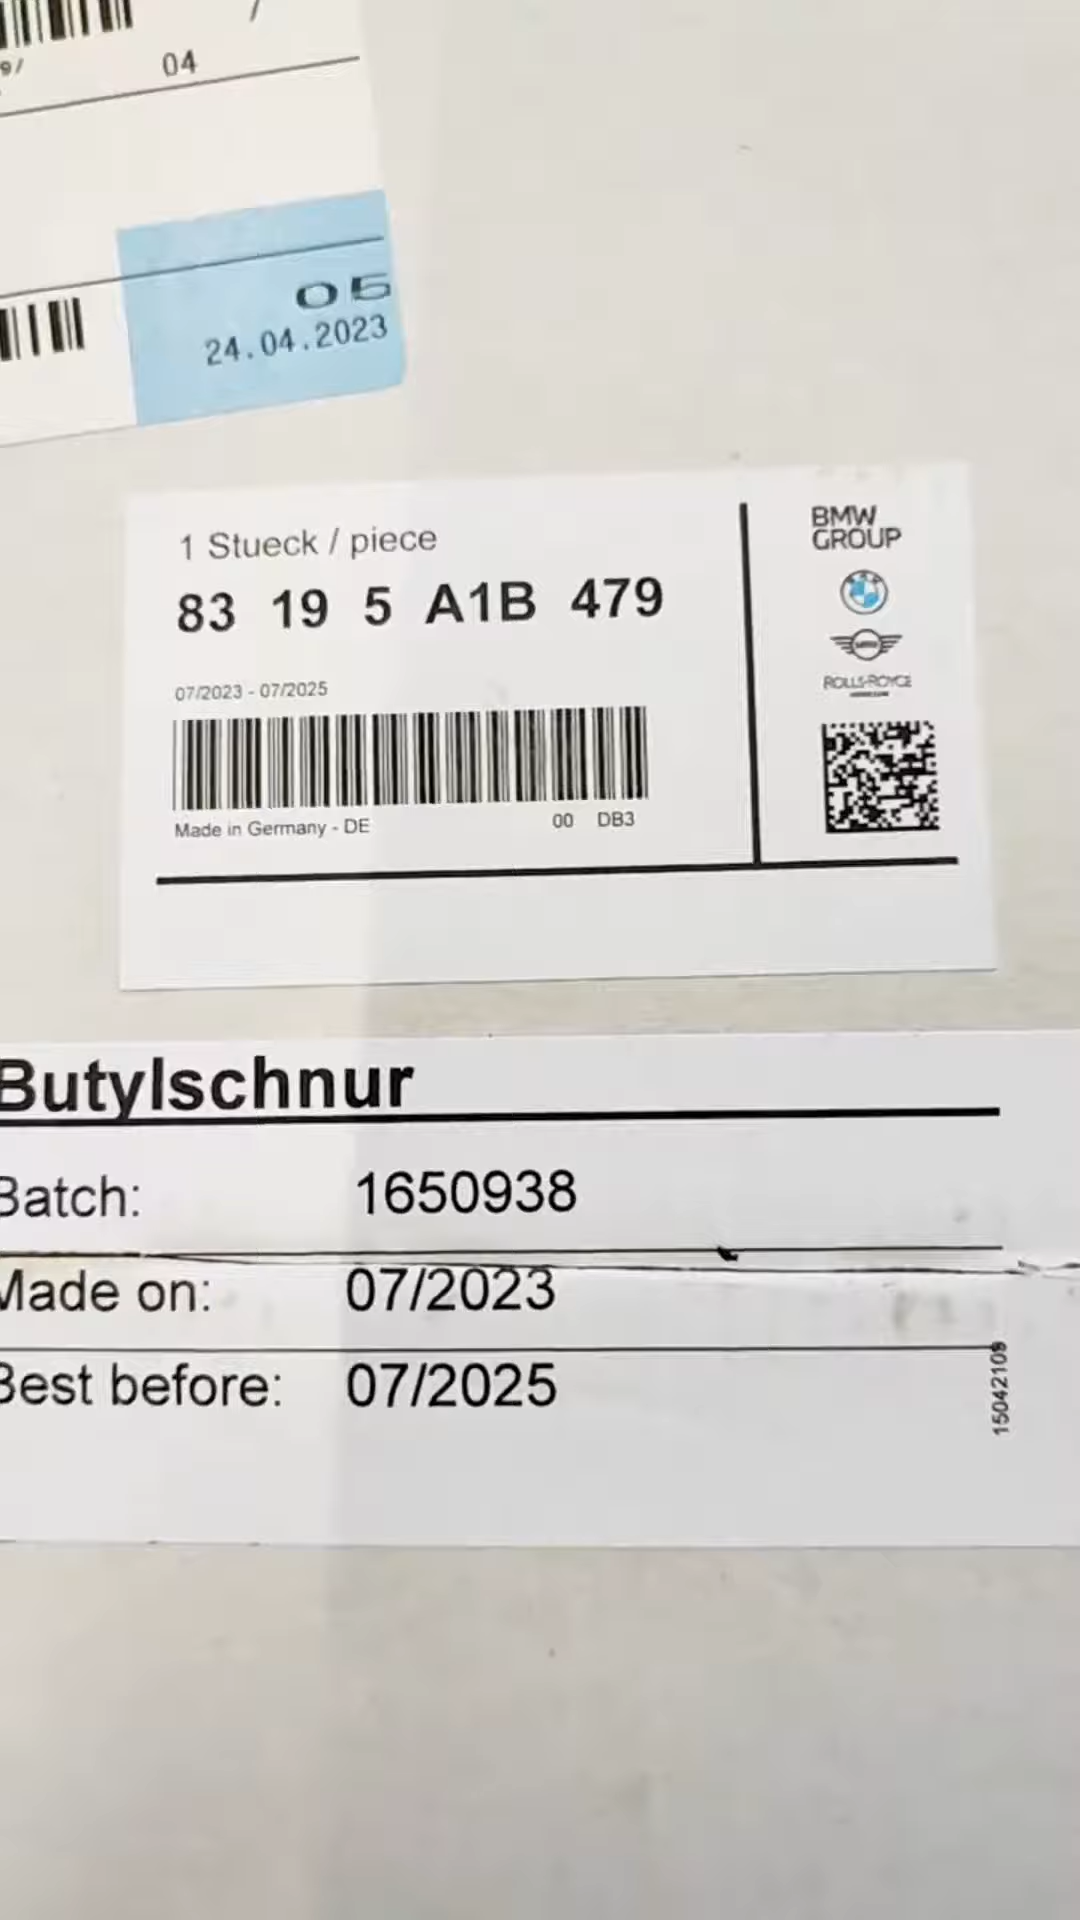 04
05
24.04.2023
1 Stueck / piece
83 19 5 A1B 479
07/2023 - 07/2025
Made in Germany - DE 00 DB3
BMW
GROUP
ROLLS-ROYCE
Butylschnur
Batch: 1650938
Made on: 07/2023
Best before: 07/2025
15042109